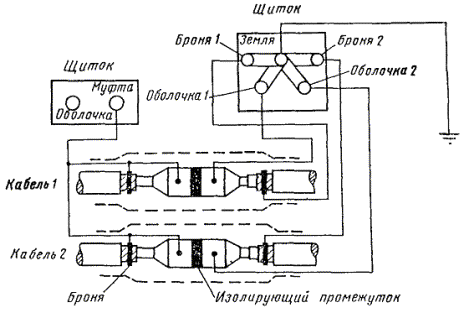 Щиток
Броня 1
Земля
Броня 2
Щиток
Муфта
Оболочка
Оболочка 2
Оболочка 1
Кабель 1
Кабель 2
Броня
Изолирующий промежуток